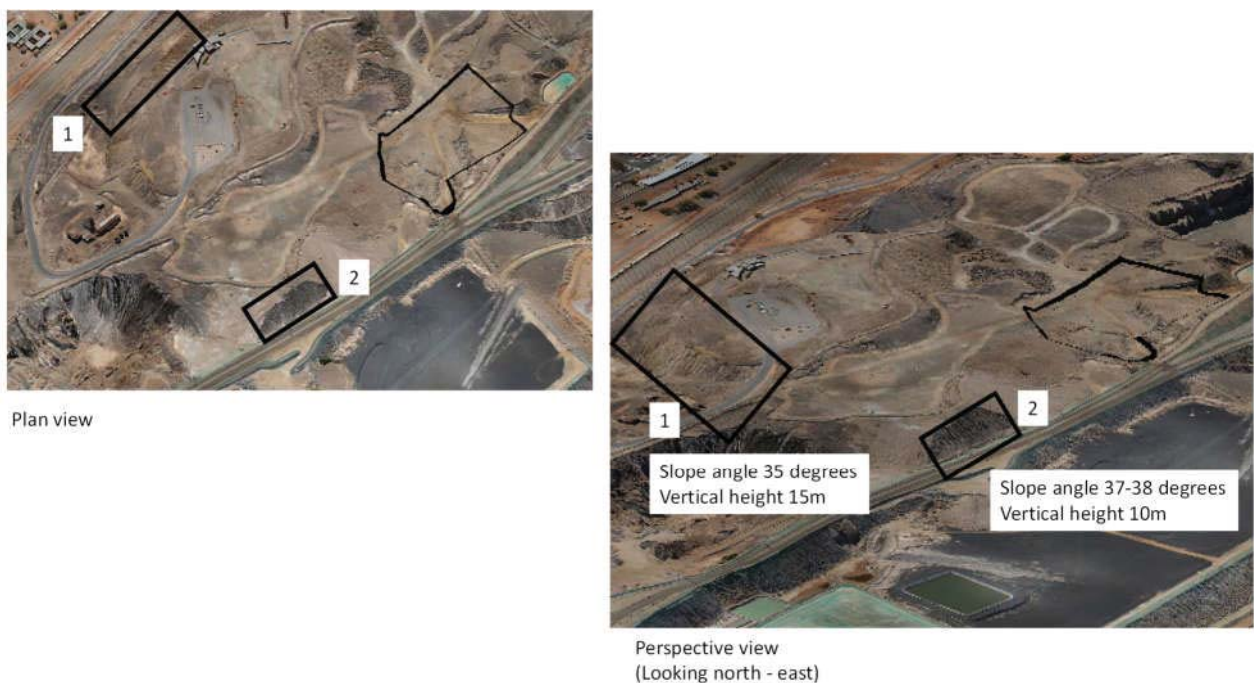 1
2
Plan view
1
2
Slope angle 35 degrees
Vertical height 15m
Slope angle 37-38 degrees
Vertical height 10m
Perspective view
(Looking north - east)